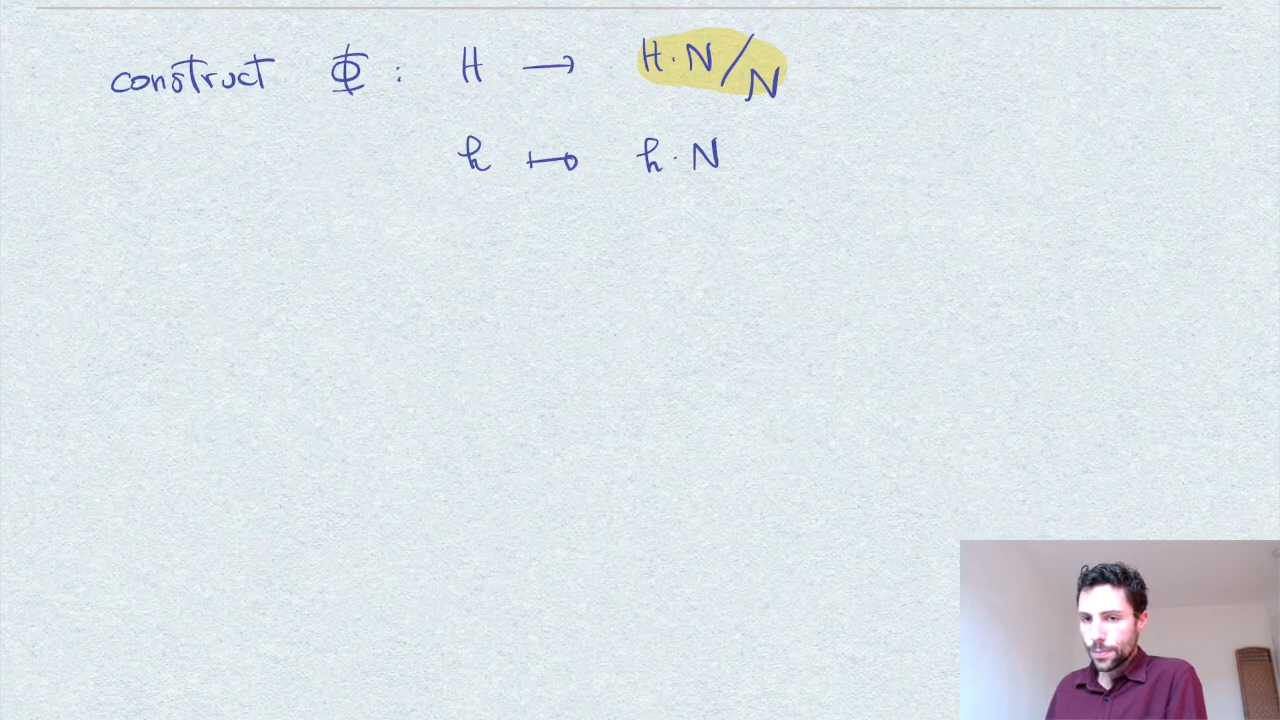 construct Φ : H → H·N/N
h ↦ h·N